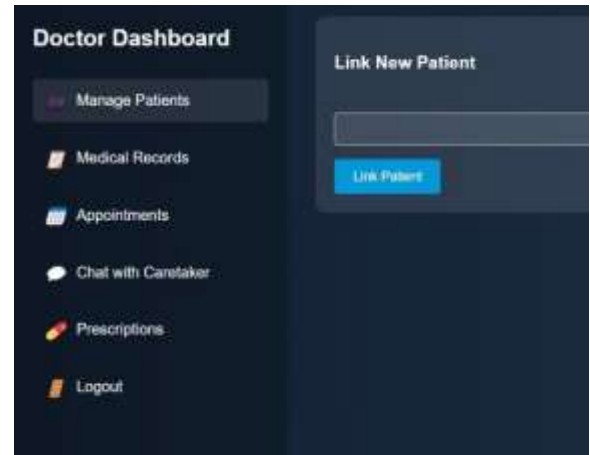 Doctor Dashboard
Manage Patients
Medical Records
Appointments
Chat with Caretaker
Prescriptions
Logout
Link New Patient
Link Patient